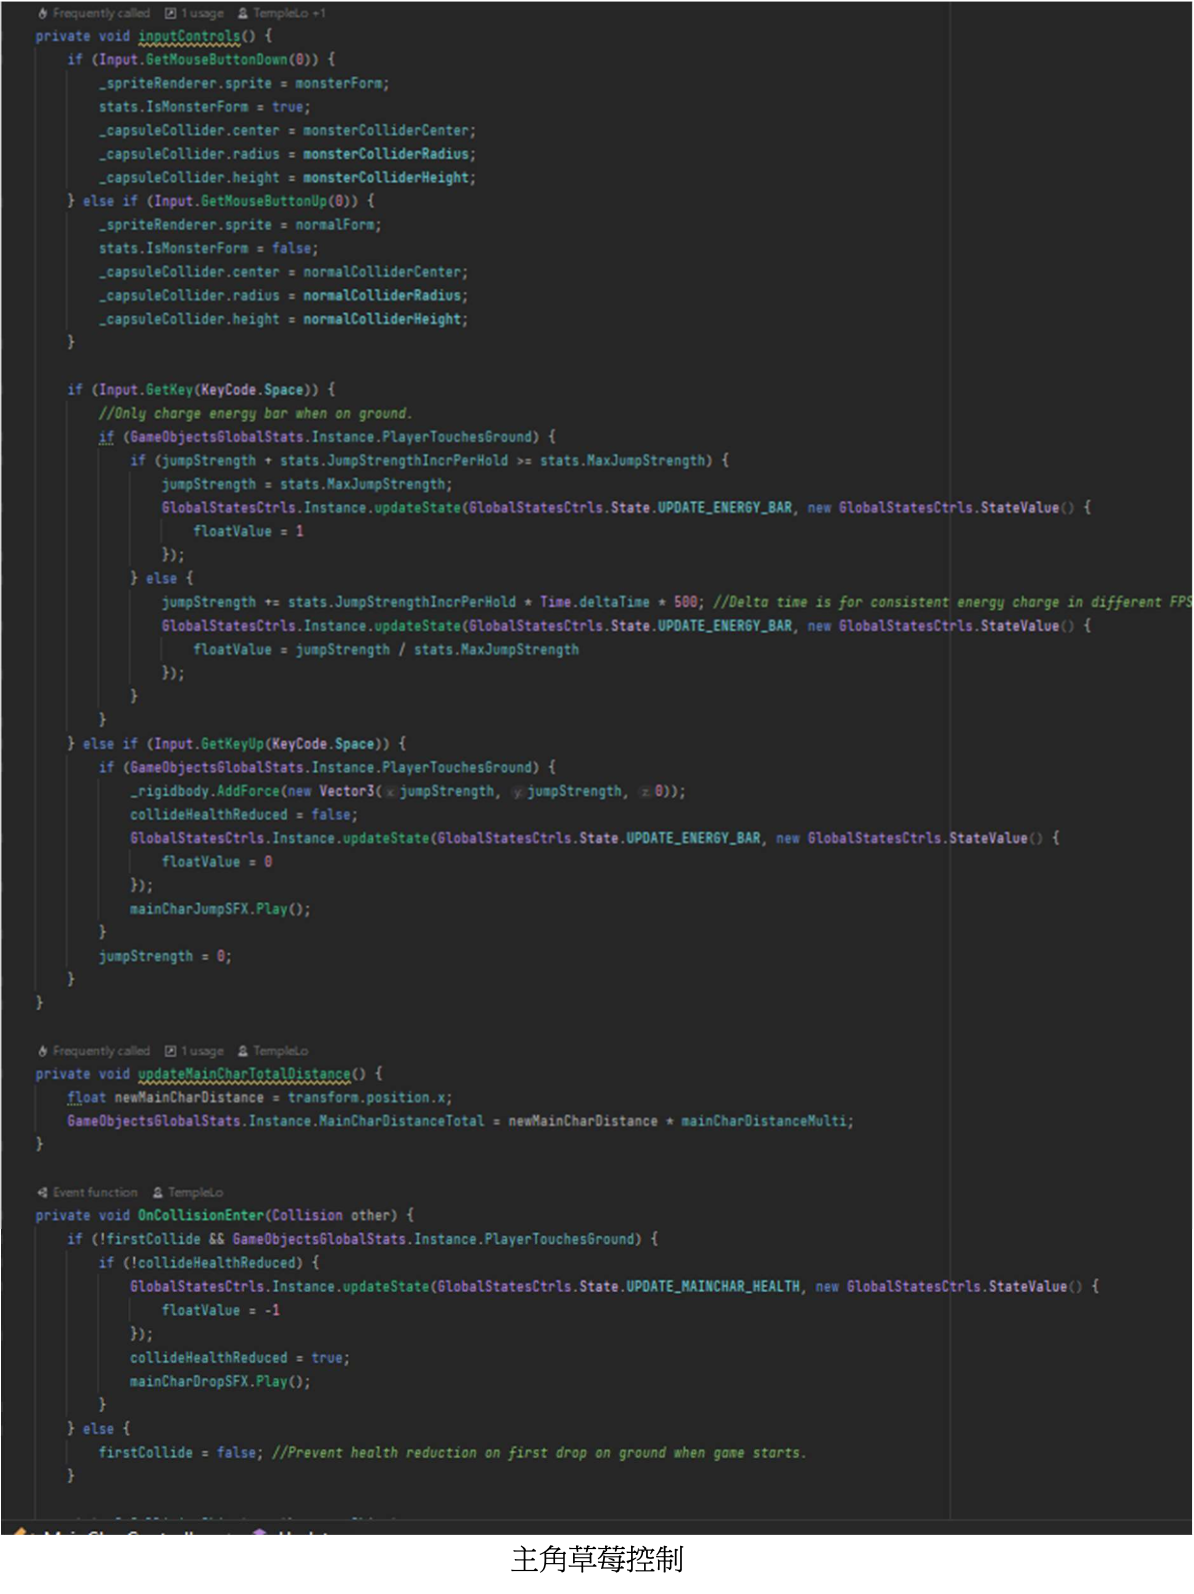 Frequently called 1 usage TempleLo +1
private void inputControls() {
if (Input.GetMouseButtonDown(0)) {
_spriteRenderer.sprite = monsterForm;
stats.IsMonsterForm = true;
_capsuleCollider.center = monsterColliderCenter;
_capsuleCollider.radius = monsterColliderRadius;
_capsuleCollider.height = monsterColliderHeight;
} else if (Input.GetMouseButtonUp(0)) {
_spriteRenderer.sprite = normalForm;
stats.IsMonsterForm = false;
_capsuleCollider.center = normalColliderCenter;
_capsuleCollider.radius = normalColliderRadius;
_capsuleCollider.height = normalColliderHeight;
}
if (Input.GetKey(KeyCode.Space)) {
//Only charge energy bar when on ground.
if (GameObjectsGlobalStats.Instance.PlayerTouchesGround) {
if (jumpStrength + stats.JumpStrengthIncrPerHold >= stats.MaxJumpStrength) {
jumpStrength = stats.MaxJumpStrength;
GlobalStatesCtrls.Instance.updateState(GlobalStatesCtrls.State.UPDATE_ENERGY_BAR, new GlobalStatesCtrls.StateValue() {
floatValue = 1
});
} else {
jumpStrength += stats.JumpStrengthIncrPerHold * Time.deltaTime * 500; //Delta time is for consistent energy charge in different FPS
GlobalStatesCtrls.Instance.updateState(GlobalStatesCtrls.State.UPDATE_ENERGY_BAR, new GlobalStatesCtrls.StateValue() {
floatValue = jumpStrength / stats.MaxJumpStrength
});
}
}
} else if (Input.GetKeyUp(KeyCode.Space)) {
if (GameObjectsGlobalStats.Instance.PlayerTouchesGround) {
_rigidbody.AddForce(new Vector3( x: jumpStrength, y: jumpStrength, z: 0));
collideHealthReduced = false;
GlobalStatesCtrls.Instance.updateState(GlobalStatesCtrls.State.UPDATE_ENERGY_BAR, new GlobalStatesCtrls.StateValue() {
floatValue = 0
});
mainCharJumpSFX.Play();
}
jumpStrength = 0;
}
}
Frequently called 1 usage TempleLo
private void updateMainCharTotalDistance() {
float newMainCharDistance = transform.position.x;
GameObjectsGlobalStats.Instance.MainCharDistanceTotal = newMainCharDistance * mainCharDistanceMulti;
}
Event function TempleLo
private void OnCollisionEnter(Collision other) {
if (!firstCollide && GameObjectsGlobalStats.Instance.PlayerTouchesGround) {
if (!collideHealthReduced) {
GlobalStatesCtrls.Instance.updateState(GlobalStatesCtrls.State.UPDATE_MAINCHAR_HEALTH, new GlobalStatesCtrls.StateValue() {
floatValue = -1
});
collideHealthReduced = true;
mainCharDropSFX.Play();
}
} else {
firstCollide = false; //Prevent health reduction on first drop on ground when game starts.
}
主角草莓控制